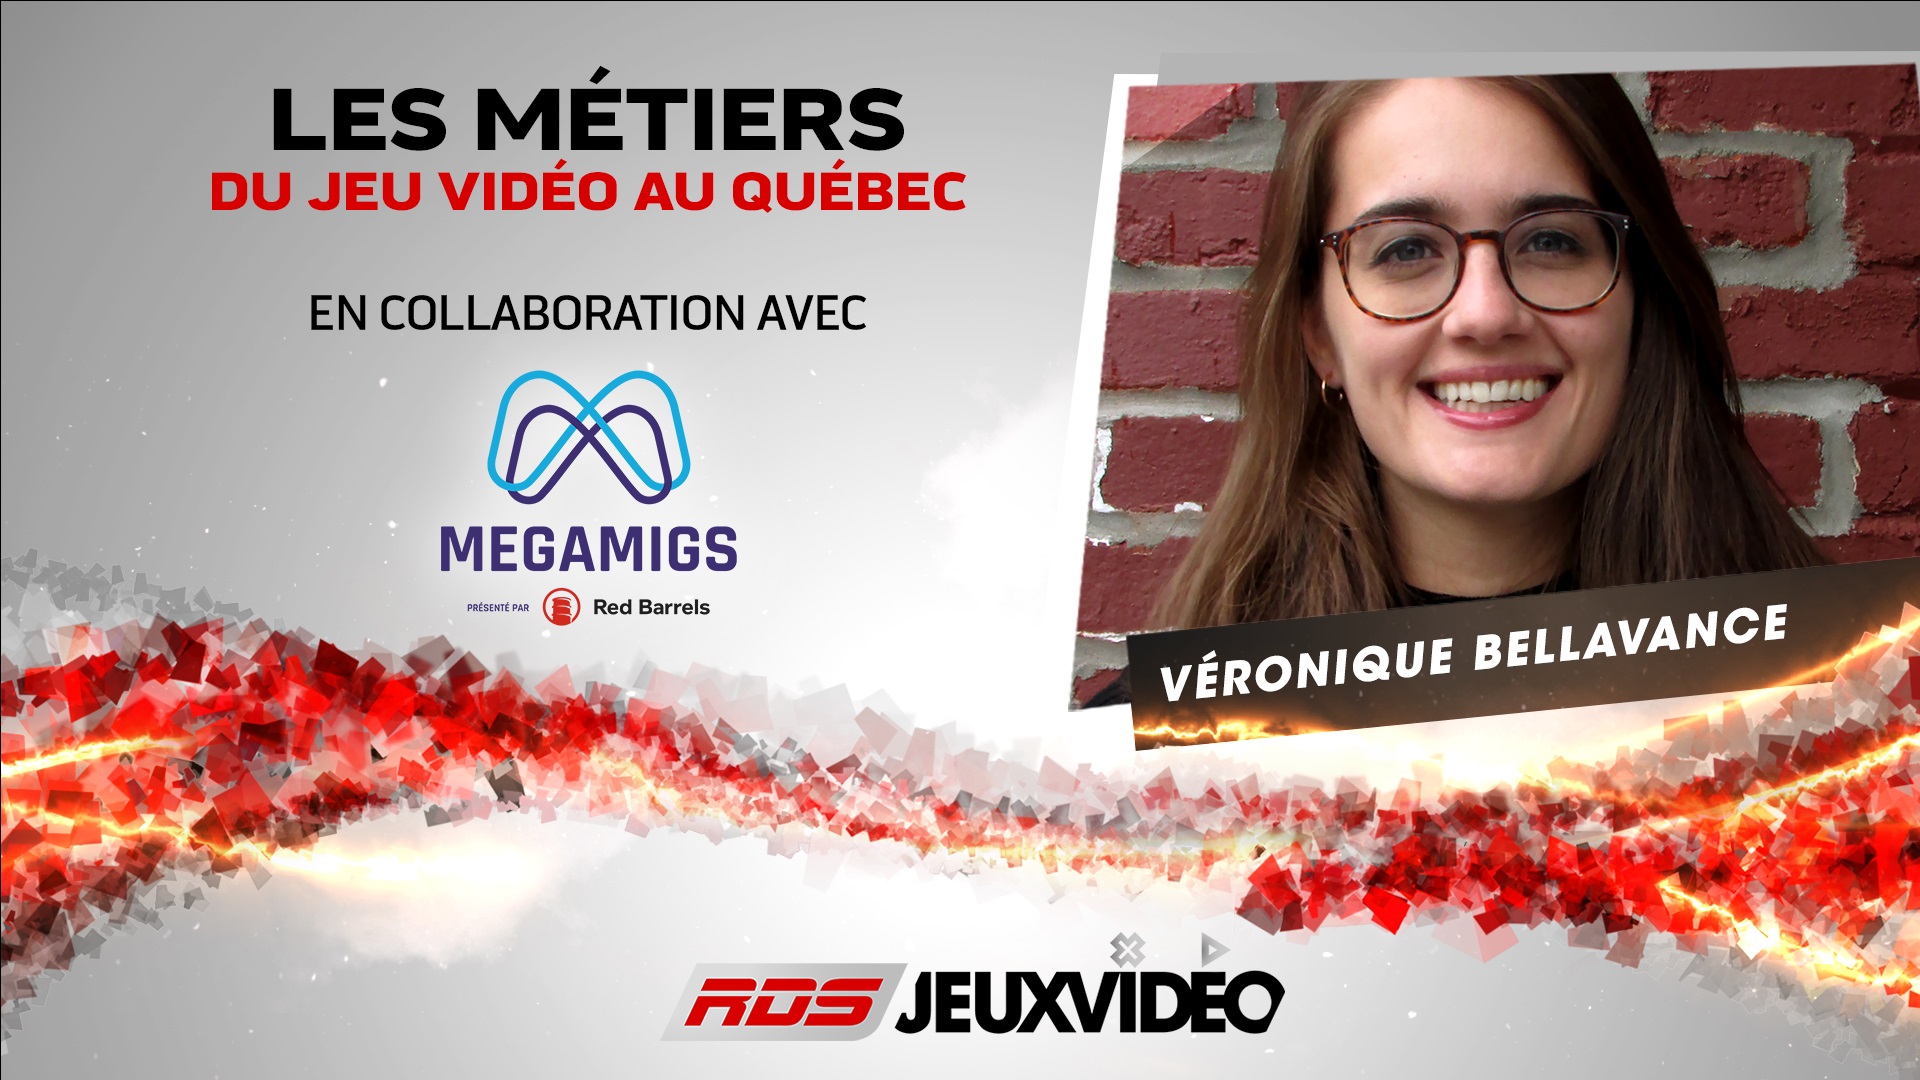 LES MÉTIERS
DU JEU VIDÉO AU QUÉBEC
EN COLLABORATION AVEC
MEGAMIGS
PRÉSENTÉ PAR Red Barrels
VÉRONIQUE BELLAVANCE
RDS JEUXVIDEO